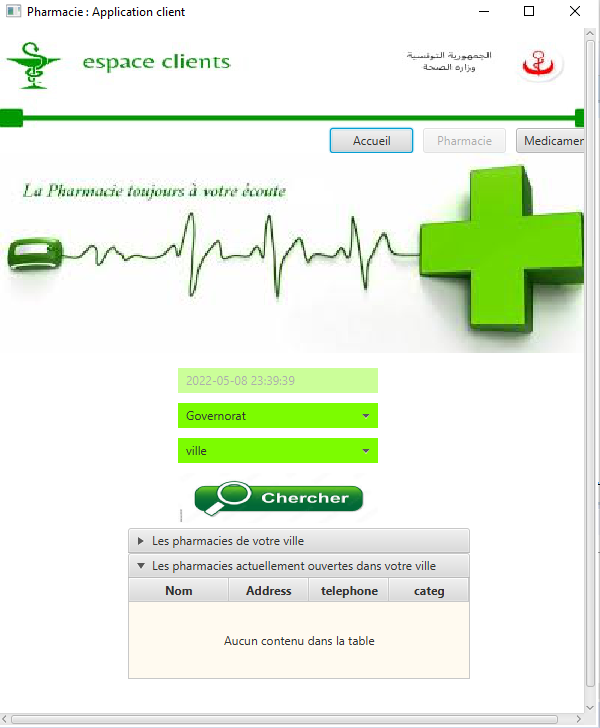 Pharmacie : Application client
espace clients
الجمهورية التونسية
وزارة الصحة
Accueil
Pharmacie
Medicamen
La Pharmacie toujours à votre écoute
2022-05-08 23:39:39
Governorat
ville
Chercher
Les pharmacies de votre ville
Les pharmacies actuellement ouvertes dans votre ville
Nom Address telephone categ
Aucun contenu dans la table